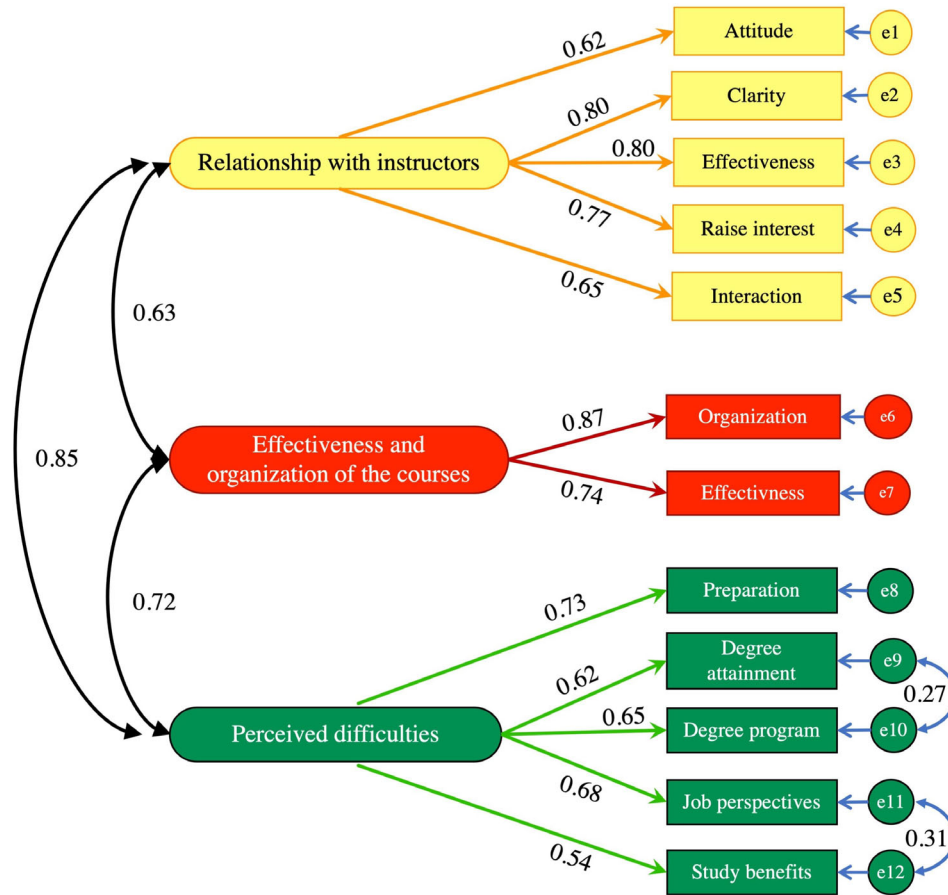 Attitude
e1
0.62
Clarity
e2
0.80
Relationship with instructors
0.80
Effectiveness
e3
0.77
Raise interest
e4
0.65
Interaction
e5
0.63
0.85
Effectiveness and
organization of the courses
0.87
Organization
e6
0.74
Effectivness
e7
0.72
0.73
Preparation
e8
0.62
Degree
attainment
e9
0.27
Perceived difficulties
0.65
Degree program
e10
0.68
Job perspectives
e11
0.31
0.54
Study benefits
e12